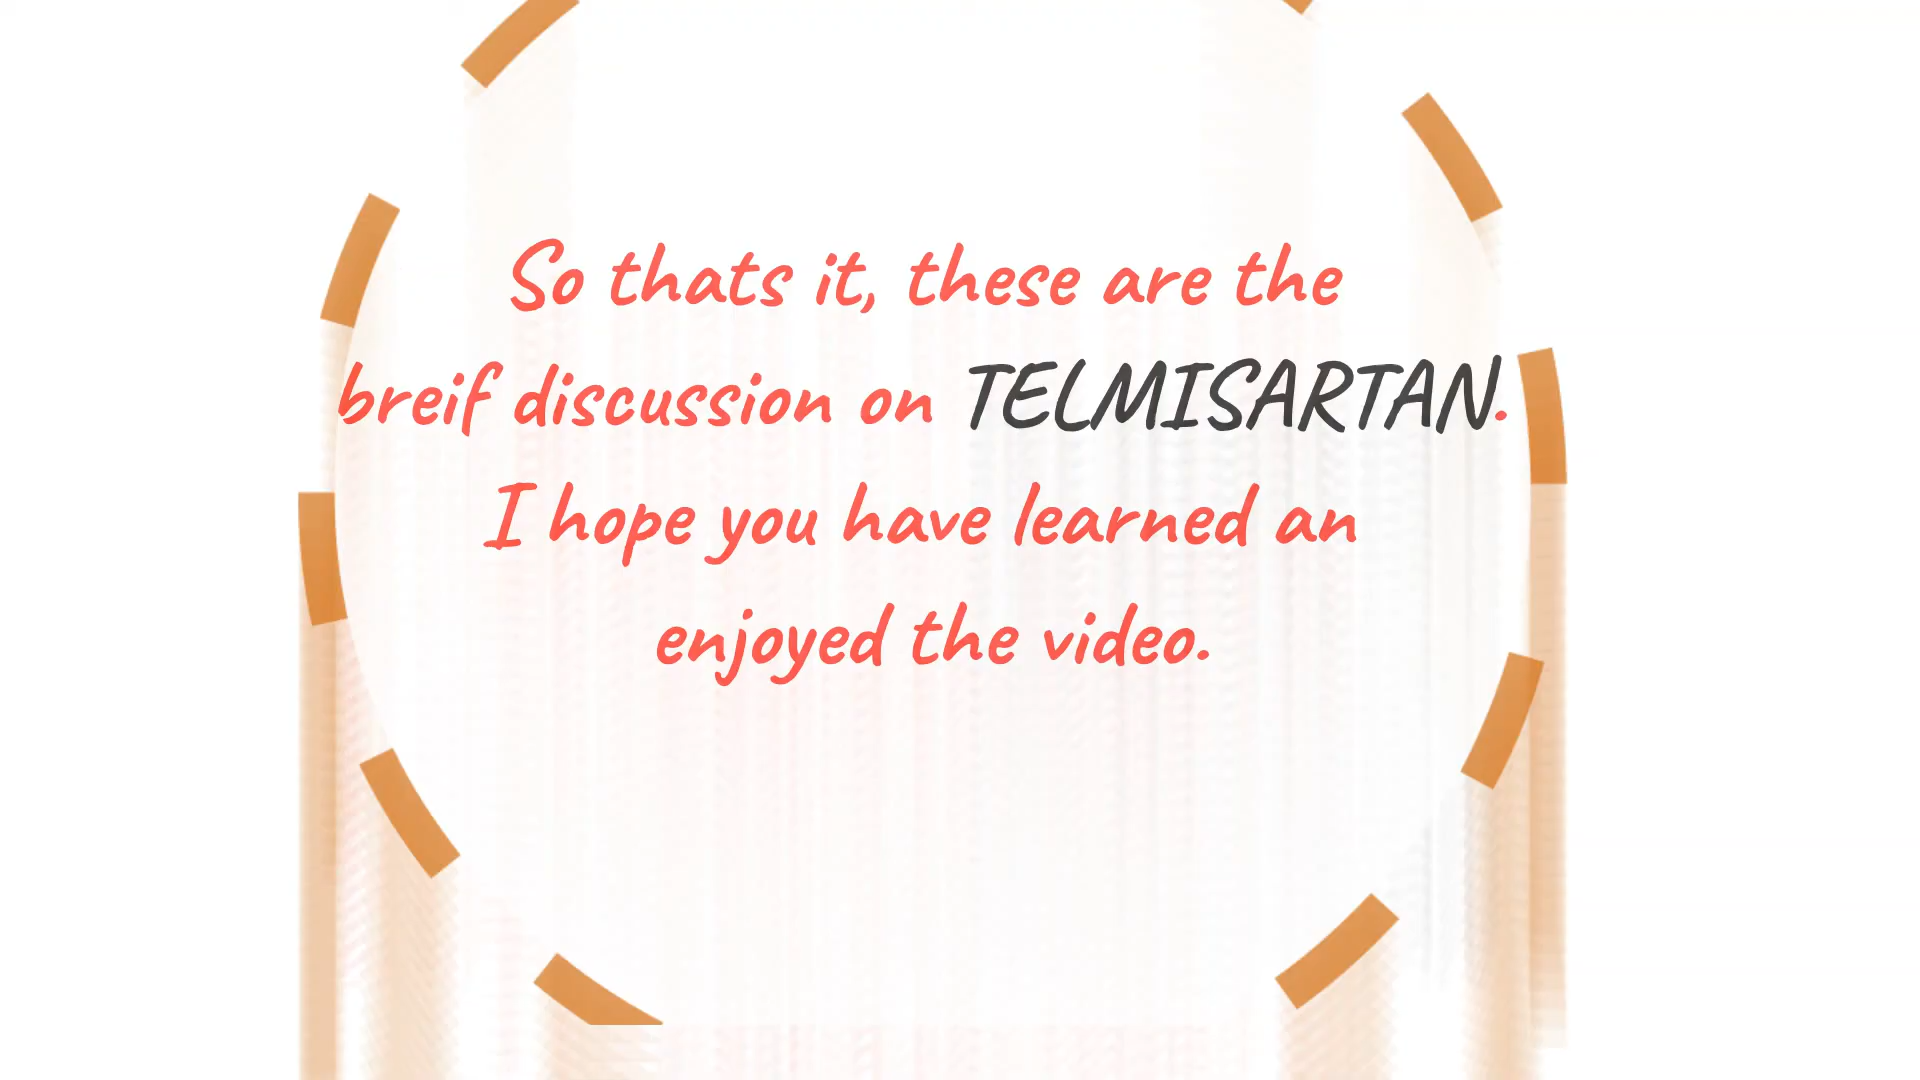 So thats it, these are the
breif discussion on TELMISARTAN.
I hope you have learned an
enjoyed the video.